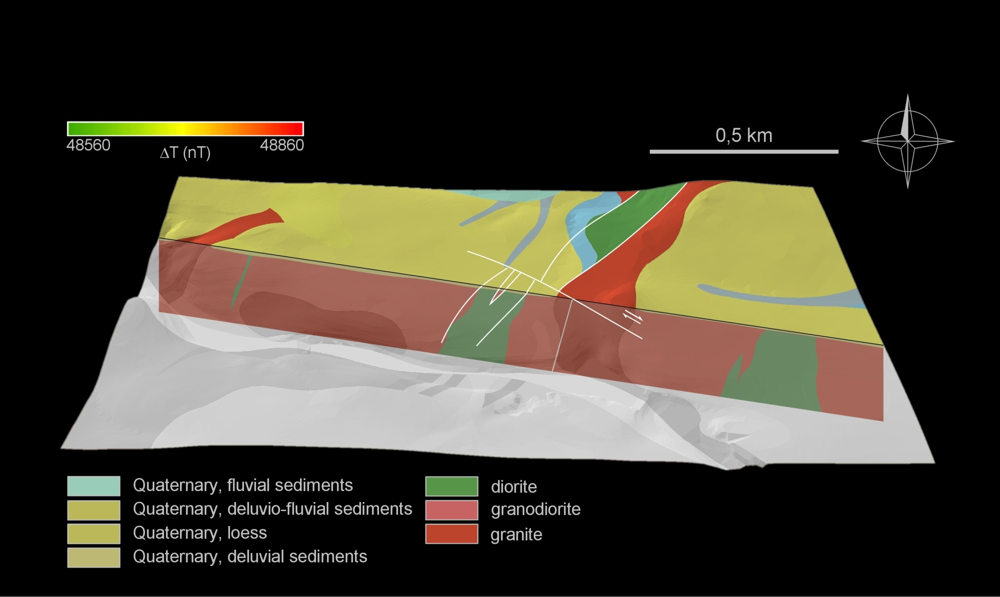 0,5 km
48560
48860
ΔT (nT)
Quaternary, fluvial sediments
Quaternary, deluvio-fluvial sediments
Quaternary, loess
Quaternary, deluvial sediments
diorite
granodiorite
granite